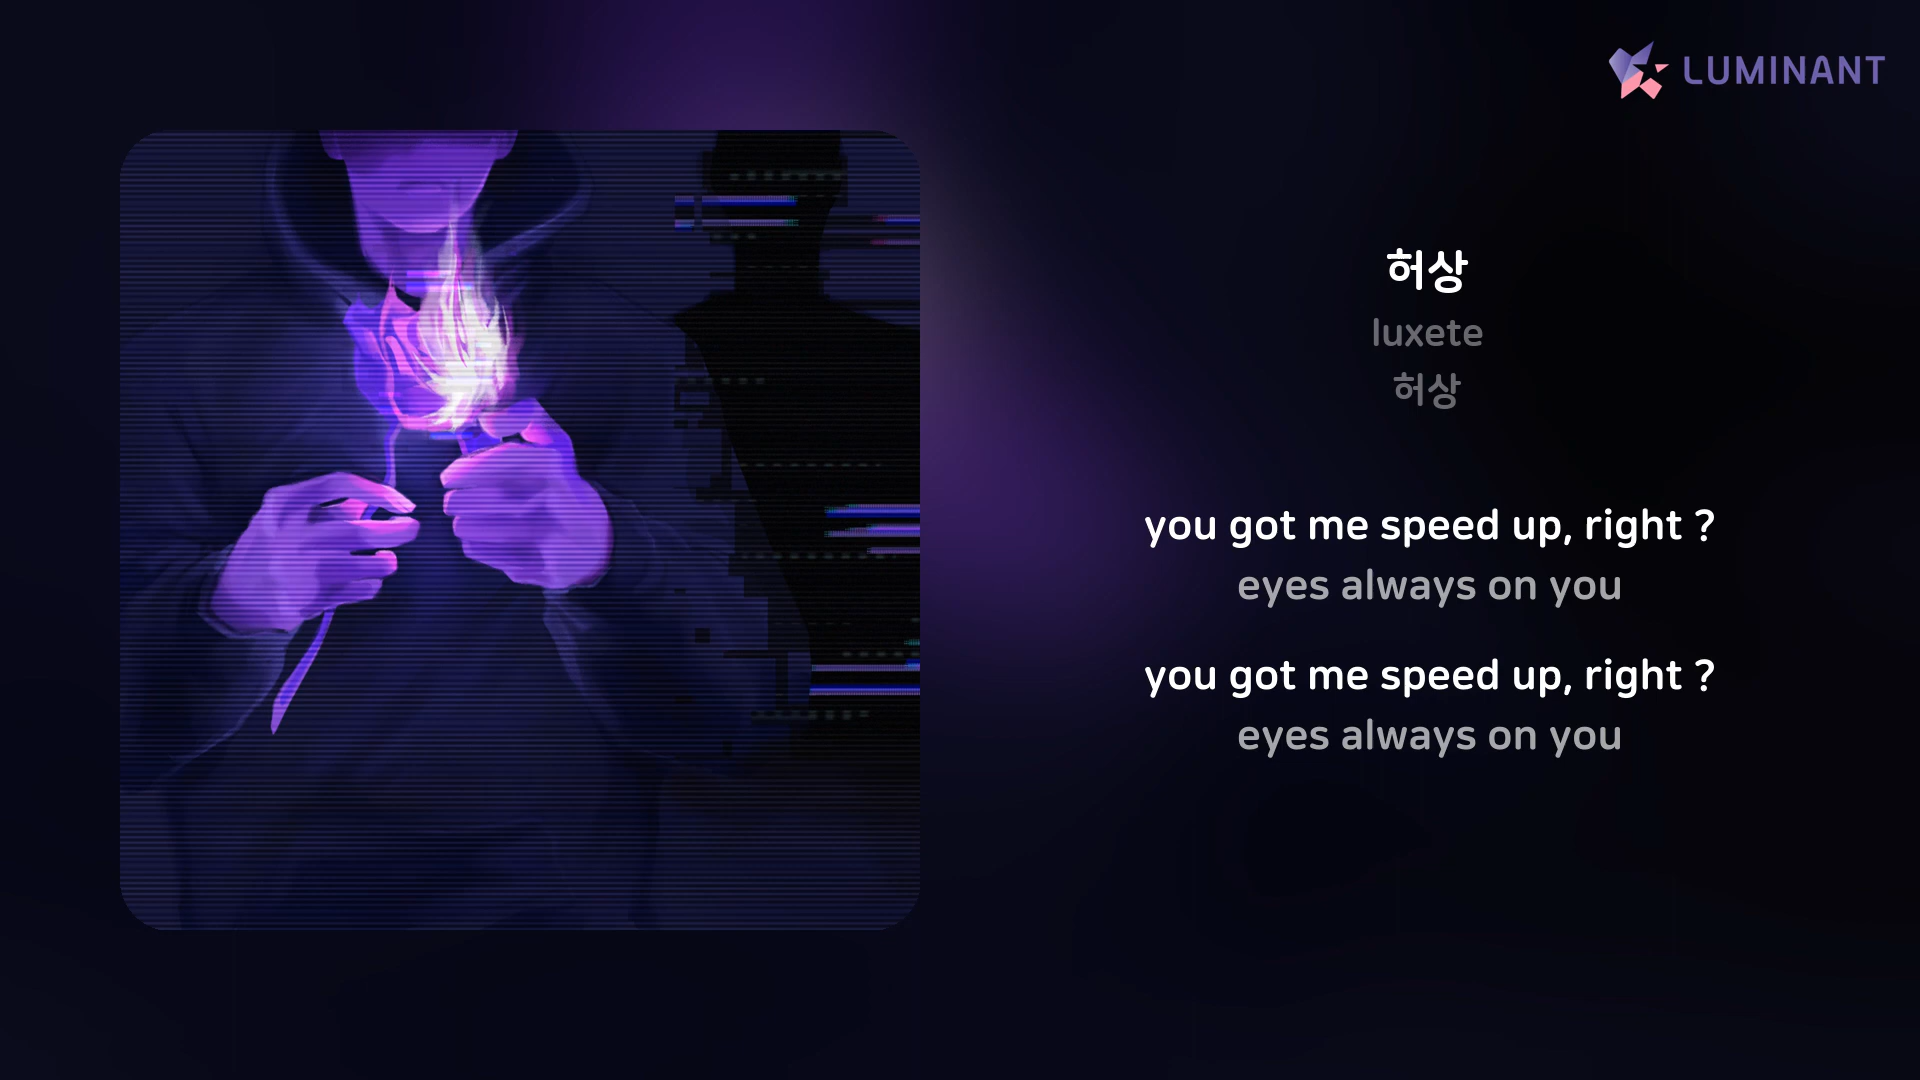 LUMINANT
허상
luxete
허상
you got me speed up, right ?
eyes always on you
you got me speed up, right ?
eyes always on you